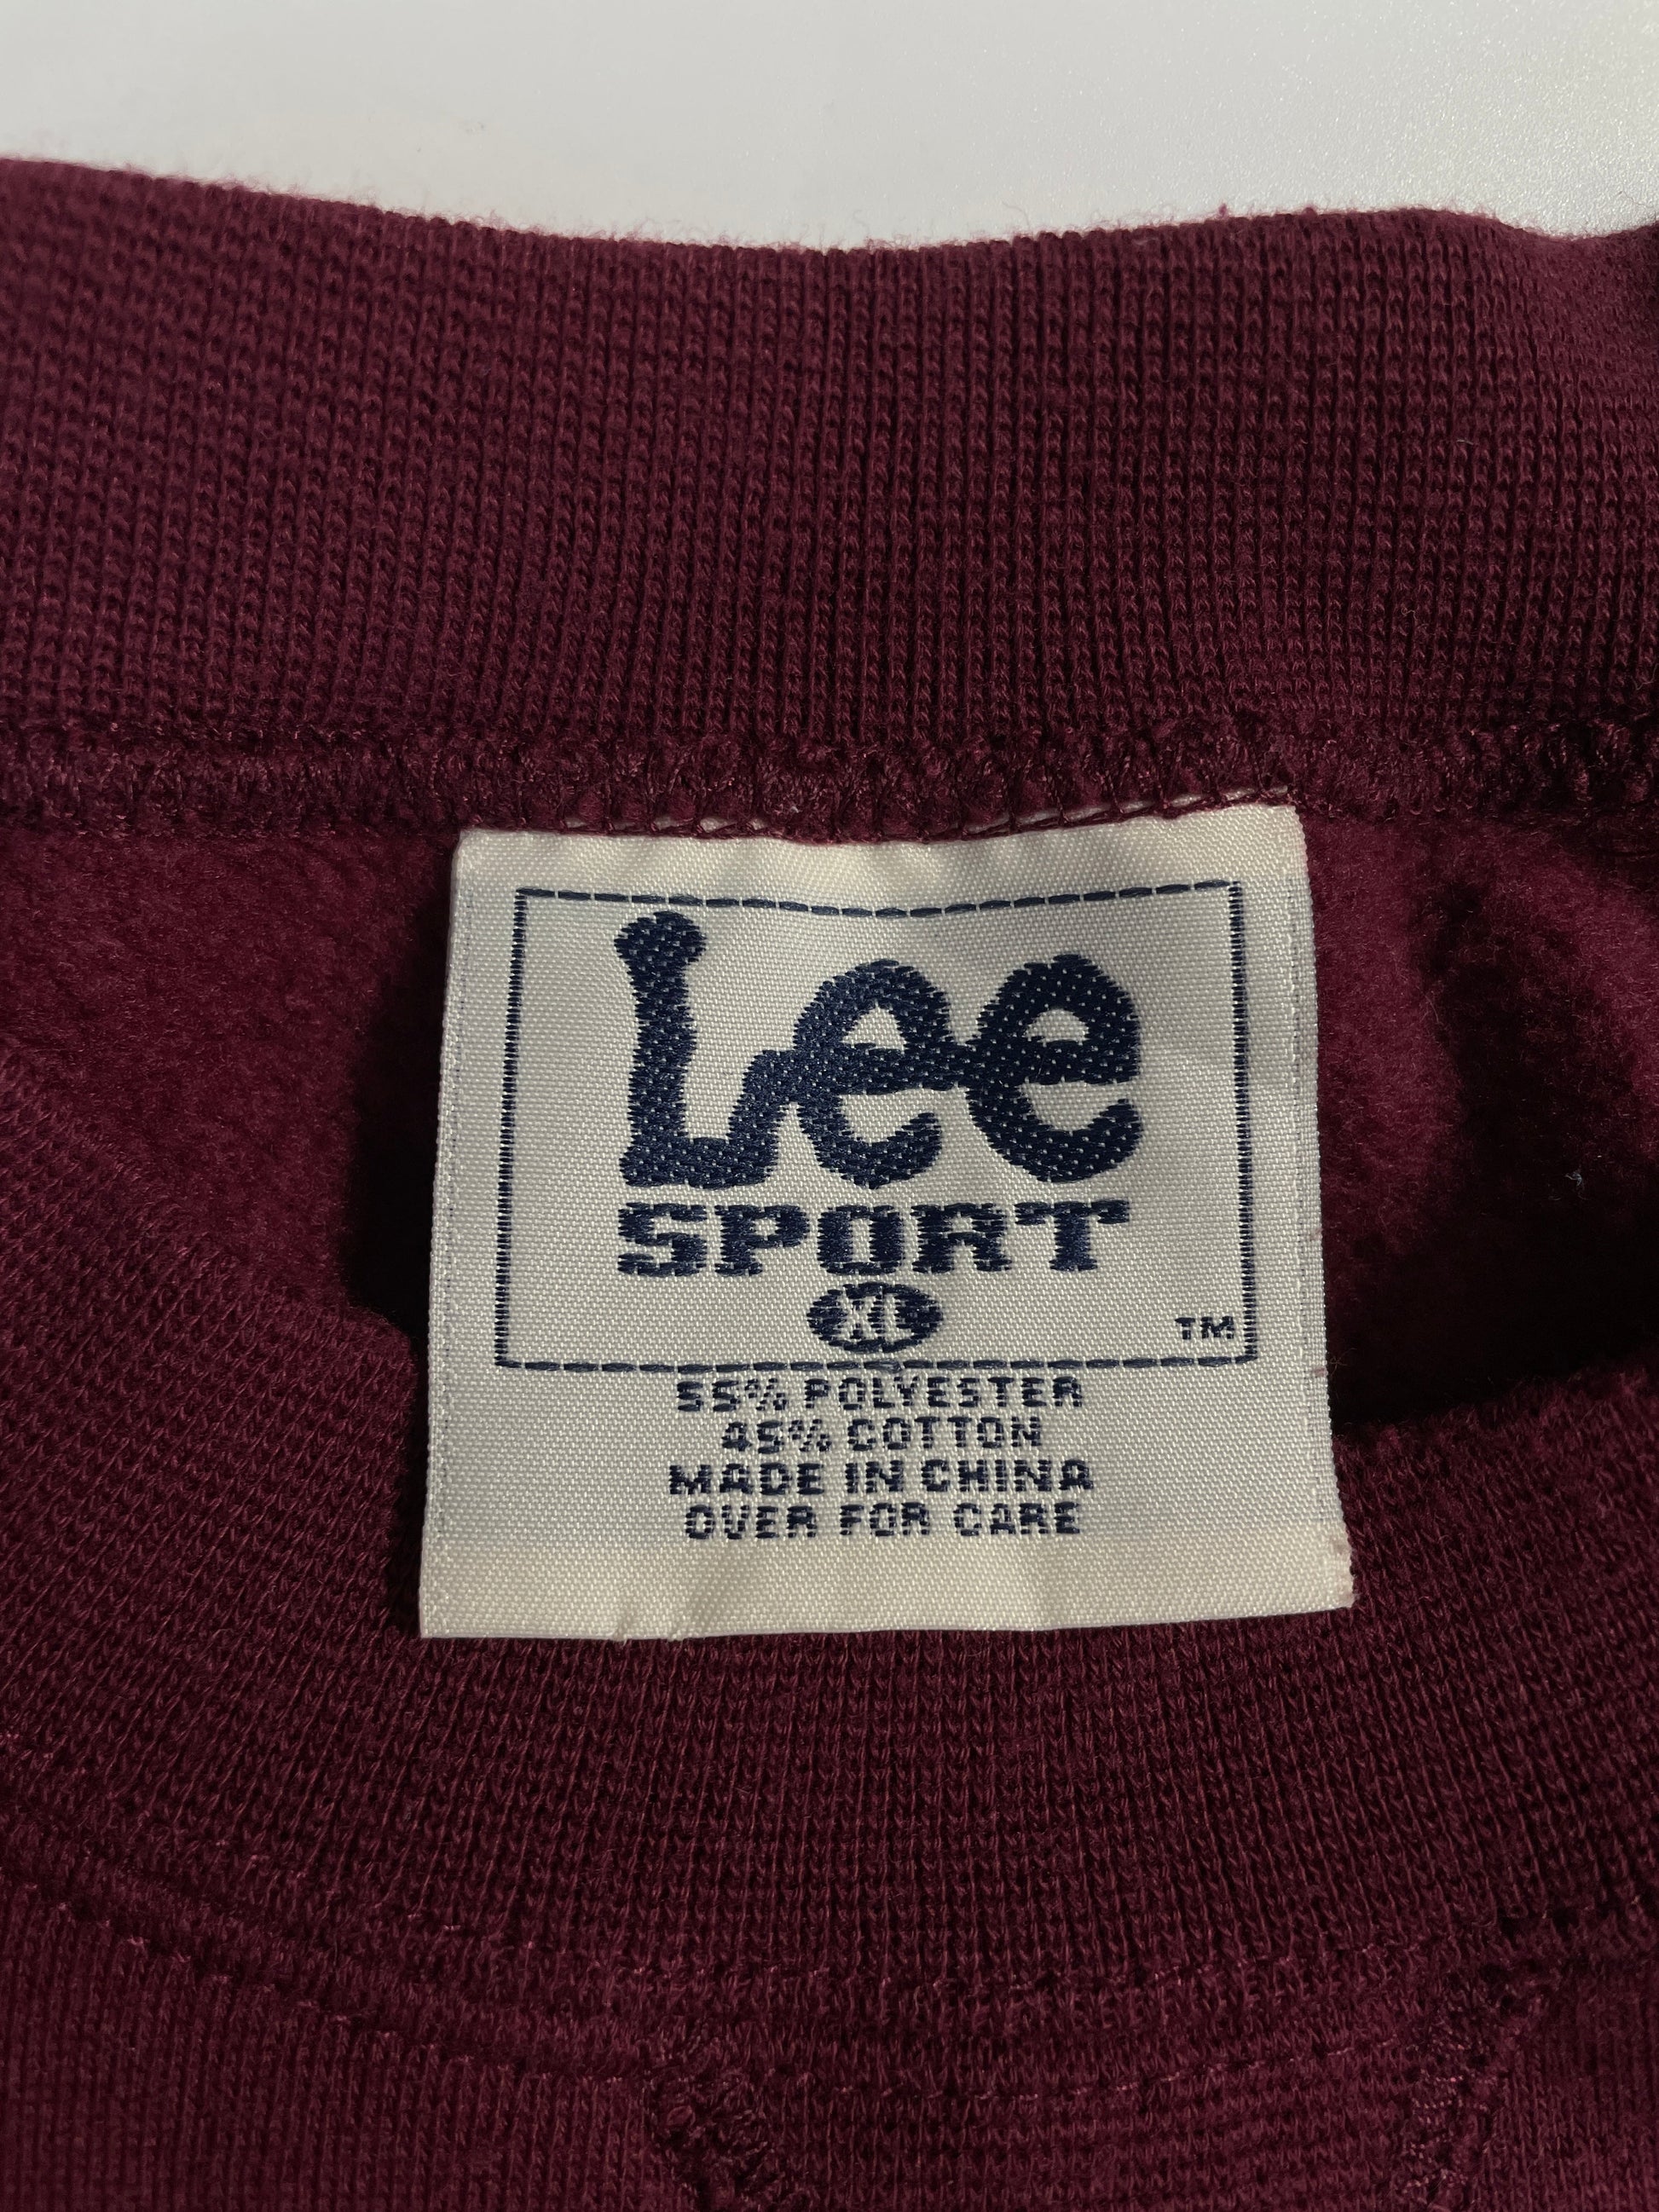 Lee
SPORT
XL
TM
55% POLYESTER
45% COTTON
MADE IN CHINA
OVER FOR CARE